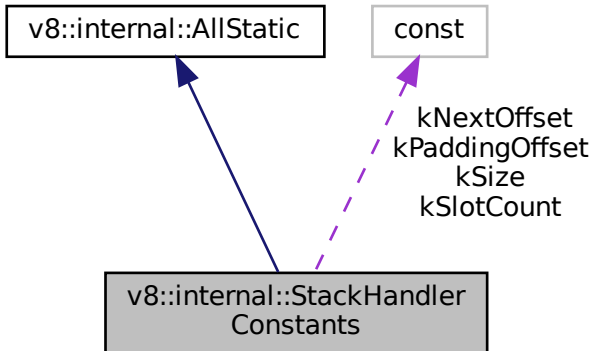 v8::internal::AllStatic
const
kNextOffset
kPaddingOffset
kSize
kSlotCount
v8::internal::StackHandler
Constants